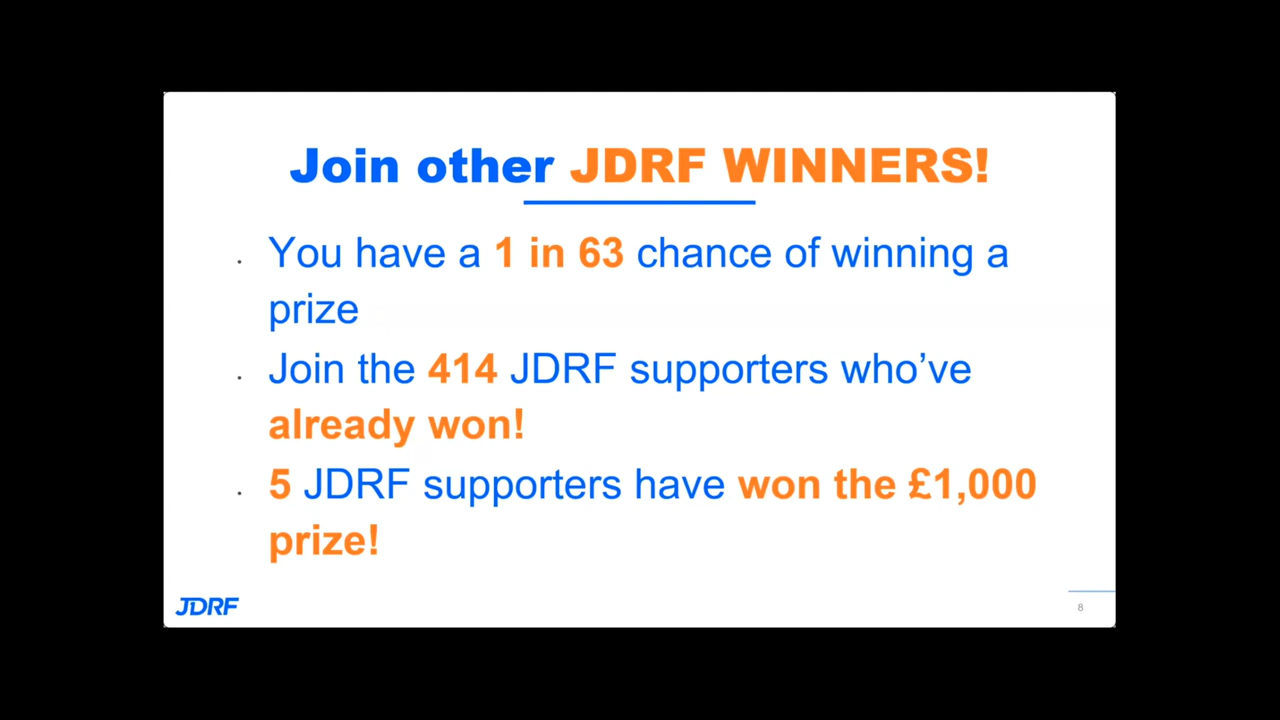 Join other JDRF WINNERS!
· You have a 1 in 63 chance of winning a
prize
· Join the 414 JDRF supporters who’ve
already won!
· 5 JDRF supporters have won the £1,000
prize!
JDRF
8